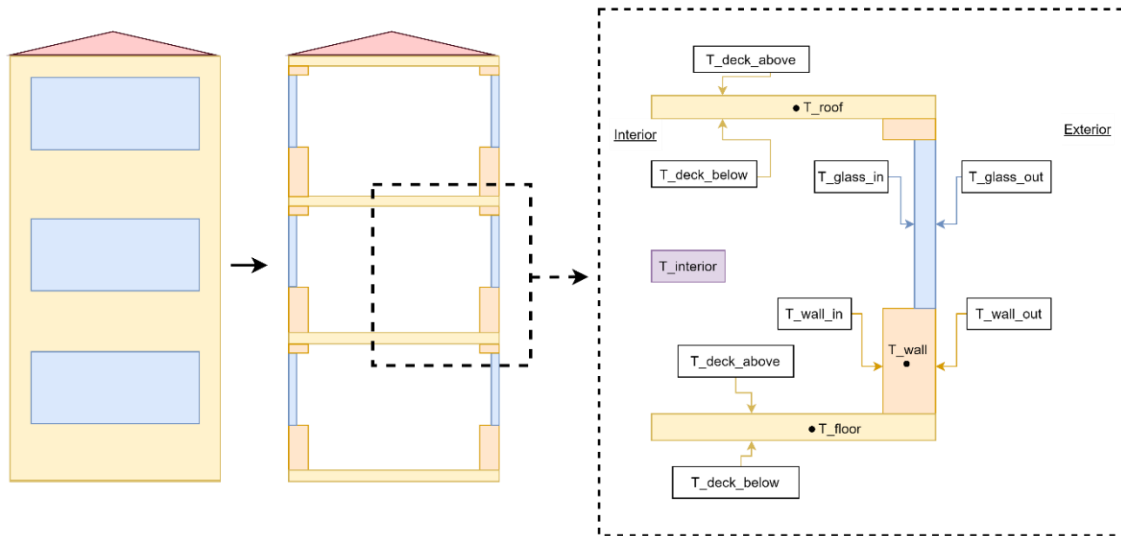 T_deck_above
T_roof
Interior
Exterior
T_deck_below
T_glass_in
T_glass_out
T_interior
T_wall_in
T_wall_out
T_wall
T_deck_above
T_floor
T_deck_below